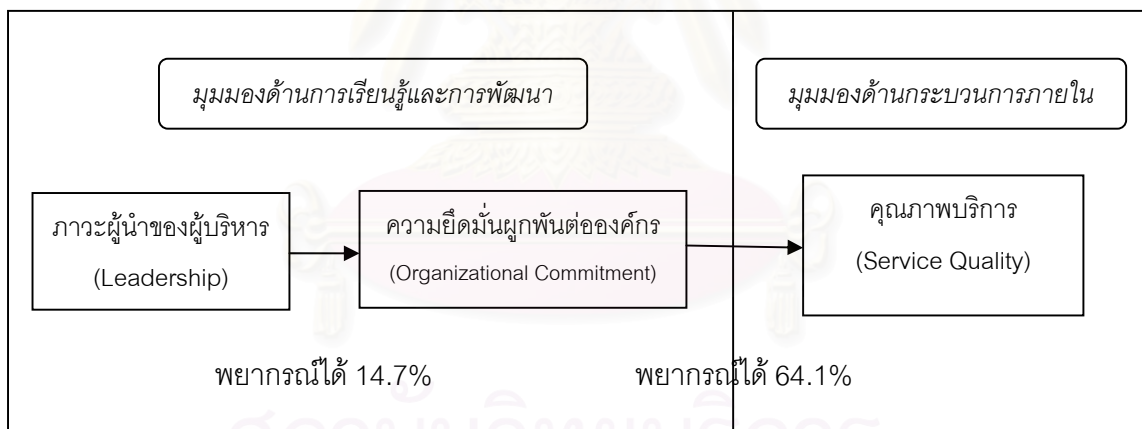 มุมมองด้านการเรียนรู้และการพัฒนา
มุมมองด้านกระบวนการภายใน
ภาวะผู้นำของผู้บริหาร
(Leadership)
ความยึดมั่นผูกพันต่อองค์กร
(Organizational Commitment)
คุณภาพบริการ
(Service Quality)
พยากรณ์ได้ 14.7%
พยากรณ์ได้ 64.1%